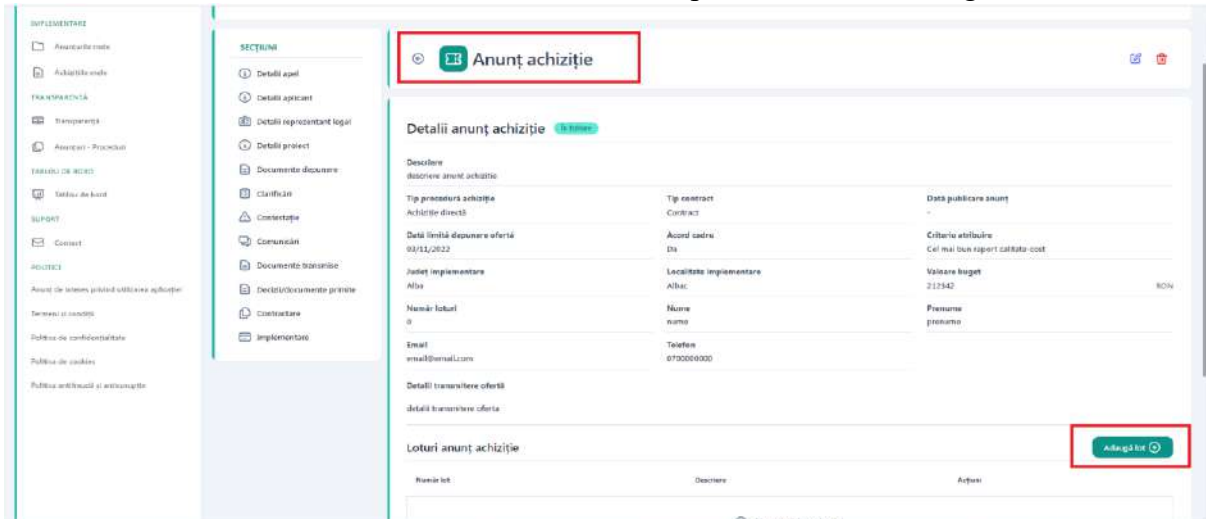 IMPLEMENTARE
Anunțurile mele
Achizițiile mele
TRANSPARENȚĂ
Transparență
Anunțuri - Proceduri
TABLOU DE BORD
Tablou de bord
SUPORT
Contact
POLITICI
Anunț de interes privind utilizarea aplicației
Termeni și condiții
Politica de confidențialitate
Politica de cookies
Politica antifraudă și anticorupție
SECȚIUNI
Detalii apel
Detalii aplicant
Detalii reprezentant legal
Detalii proiect
Documente depunere
Clarificări
Contestație
Comunicări
Documente transmise
Decizii/documente primite
Contractare
Implementare
Anunț achiziție
Detalii anunț achiziție
Descriere
descriere anunt achizitie
Tip procedură achiziție Tip contract Dată publicare anunț
Achiziție directă Contract -
Dată limită depunere ofertă Acord cadru Criteriu atribuire
03/11/2022 Da Cel mai bun raport calitate-cost
Județ implementare Localitate implementare Valoare buget
Alba Albac 212342 RON
Număr loturi Nume Prenume
0 nume prenume
Email Telefon
email@email.com 0700000000
Detalii transmitere ofertă
detalii transmitere oferta
Loturi anunț achiziție Adaugă lot
Număr lot Descriere Acțiuni